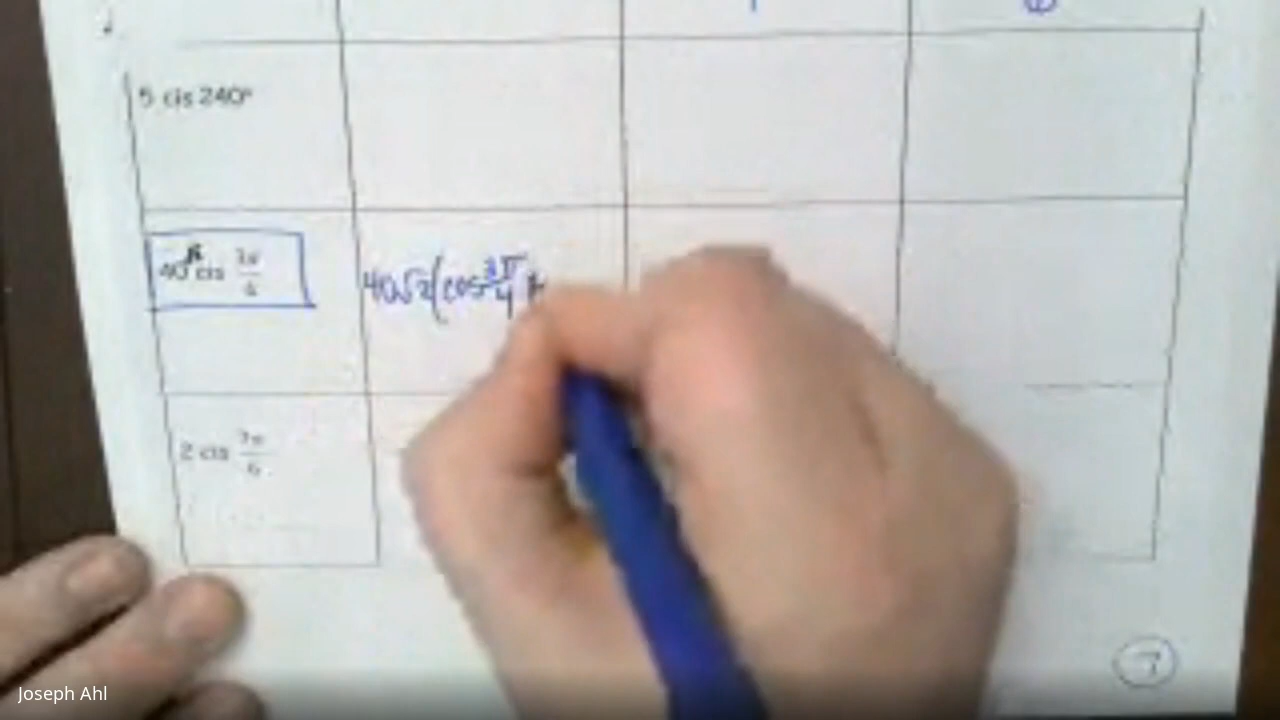 5 cis 240°
40 cis 3π/4
40√2(cos 3π/4 +
2 cis 7π/6
7
Joseph Ahl